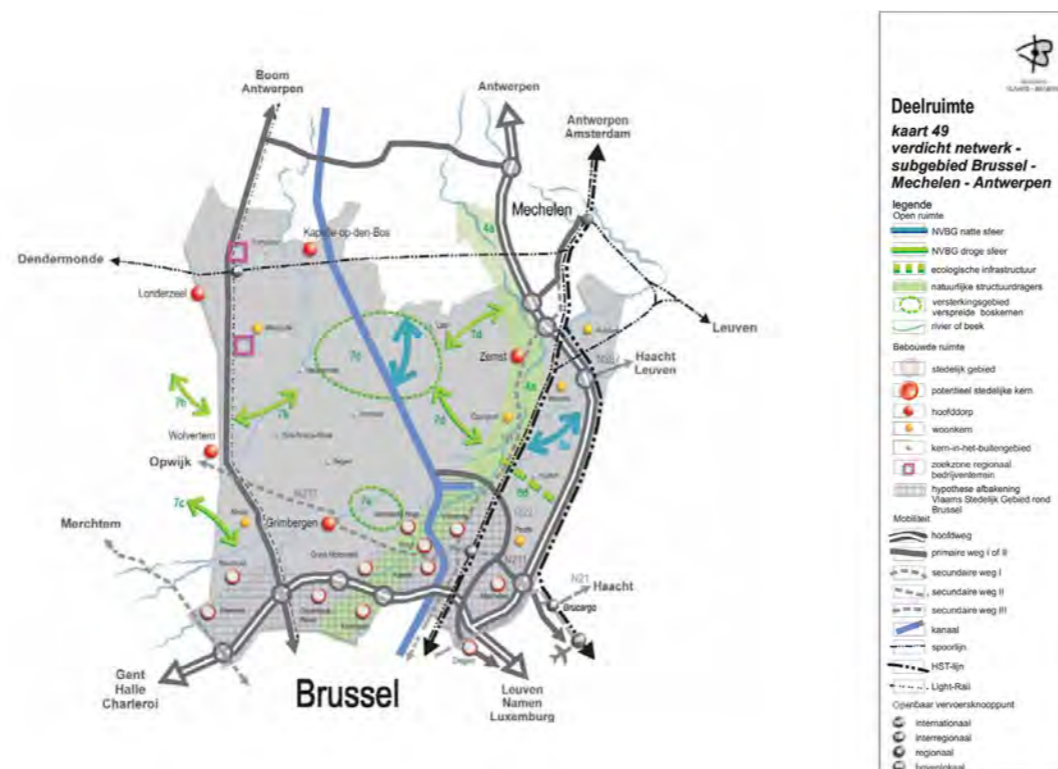 Boom
Antwerpen
Antwerpen
Antwerpen
Amsterdam
Mechelen
Kapelle-op-den-Bos
Dendermonde
Londerzeel
Leuven
Zemst
Haacht
Leuven
4a
7d
7e
7d
7b
7b
Wolvertem
Opwijk
N211
7c
Merchtem
Grimbergen
N211
N21
Haacht
Brucargo
Gent
Halle
Charleroi
Brussel
Leuven
Namen
Luxemburg
Deelruimte
kaart 49
verdicht netwerk -
subgebied Brussel -
Mechelen - Antwerpen
legende
Open ruimte
NVBG natte sfeer
NVBG droge sfeer
ecologische infrastructuur
natuurlijke structuurdragers
verstekingsgebied
verspreide boskernen
rivier of beek
Bebouwde ruimte
stedelijk gebied
potentieel stedelijke kern
hoofddorp
woonkern
kern-in-het-buitengebied
zoekzone regionaal
bedrijventerrein
hypothese afbakening
Vlaams Stedelijk Gebied rond
Brussel
Mobiliteit
hoofdweg
primaire weg I of II
secundaire weg I
secundaire weg II
secundaire weg III
kanaal
spoorlijn
HST-lijn
Light-Rail
Openbaar vervoersknooppunt
internationaal
interregionaal
regionaal
bovenlokaal